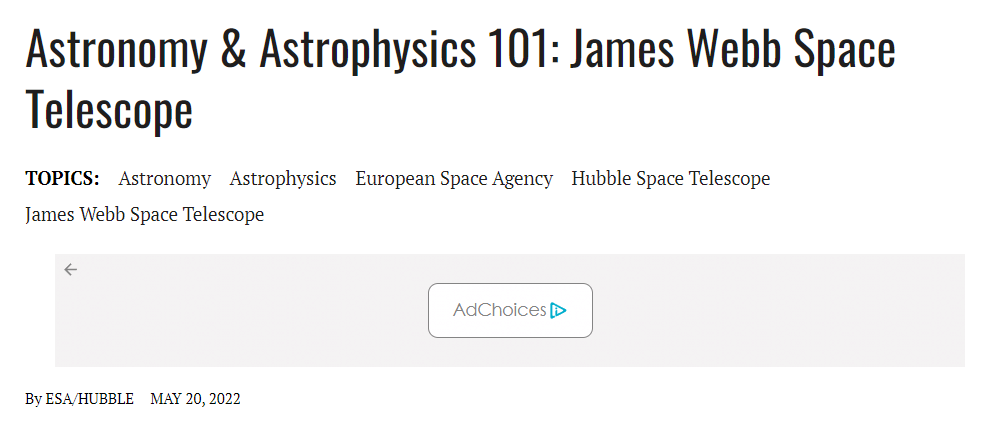 Astronomy & Astrophysics 101: James Webb Space
Telescope
TOPICS: Astronomy Astrophysics European Space Agency Hubble Space Telescope
James Webb Space Telescope
AdChoices
By ESA/HUBBLE MAY 20, 2022